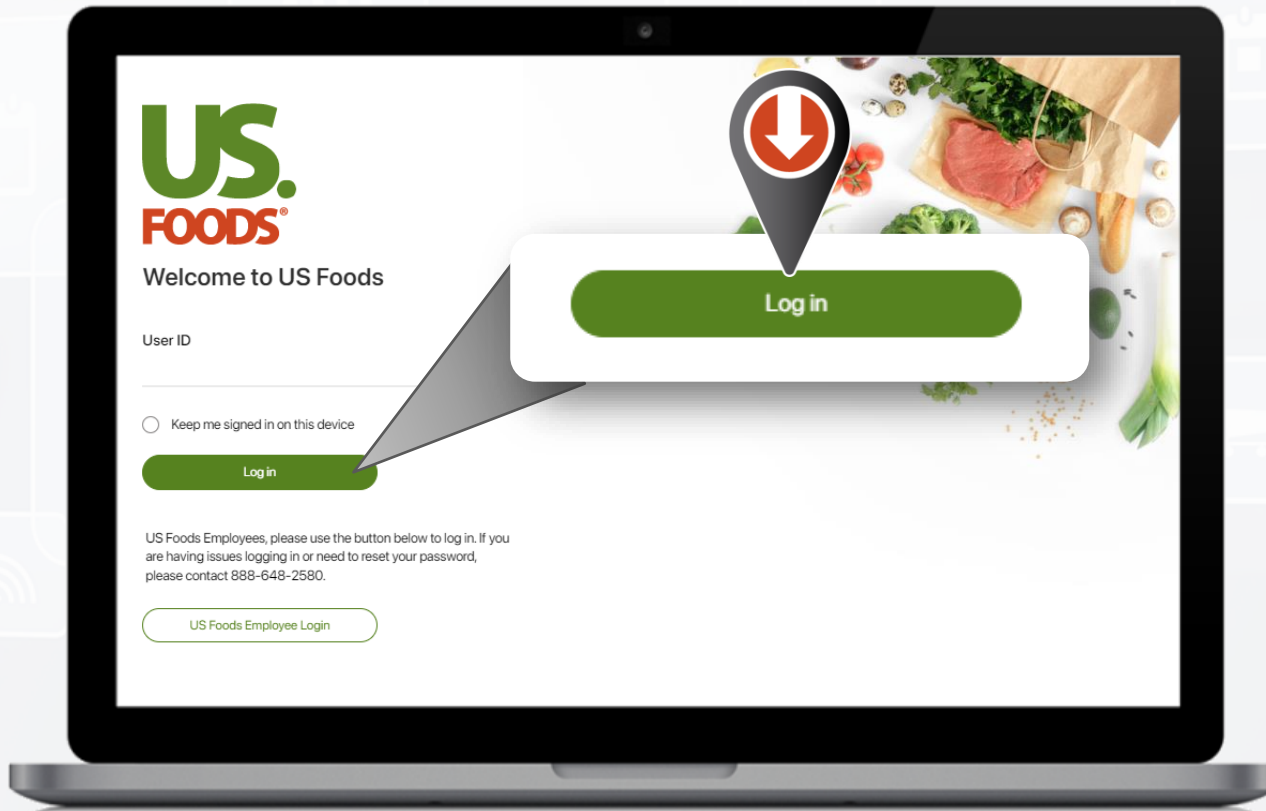 US.
FOODS®
Welcome to US Foods
User ID
Keep me signed in on this device
Log in
US Foods Employees, please use the button below to log in. If you
are having issues logging in or need to reset your password,
please contact 888-648-2580.
US Foods Employee Login
Log in